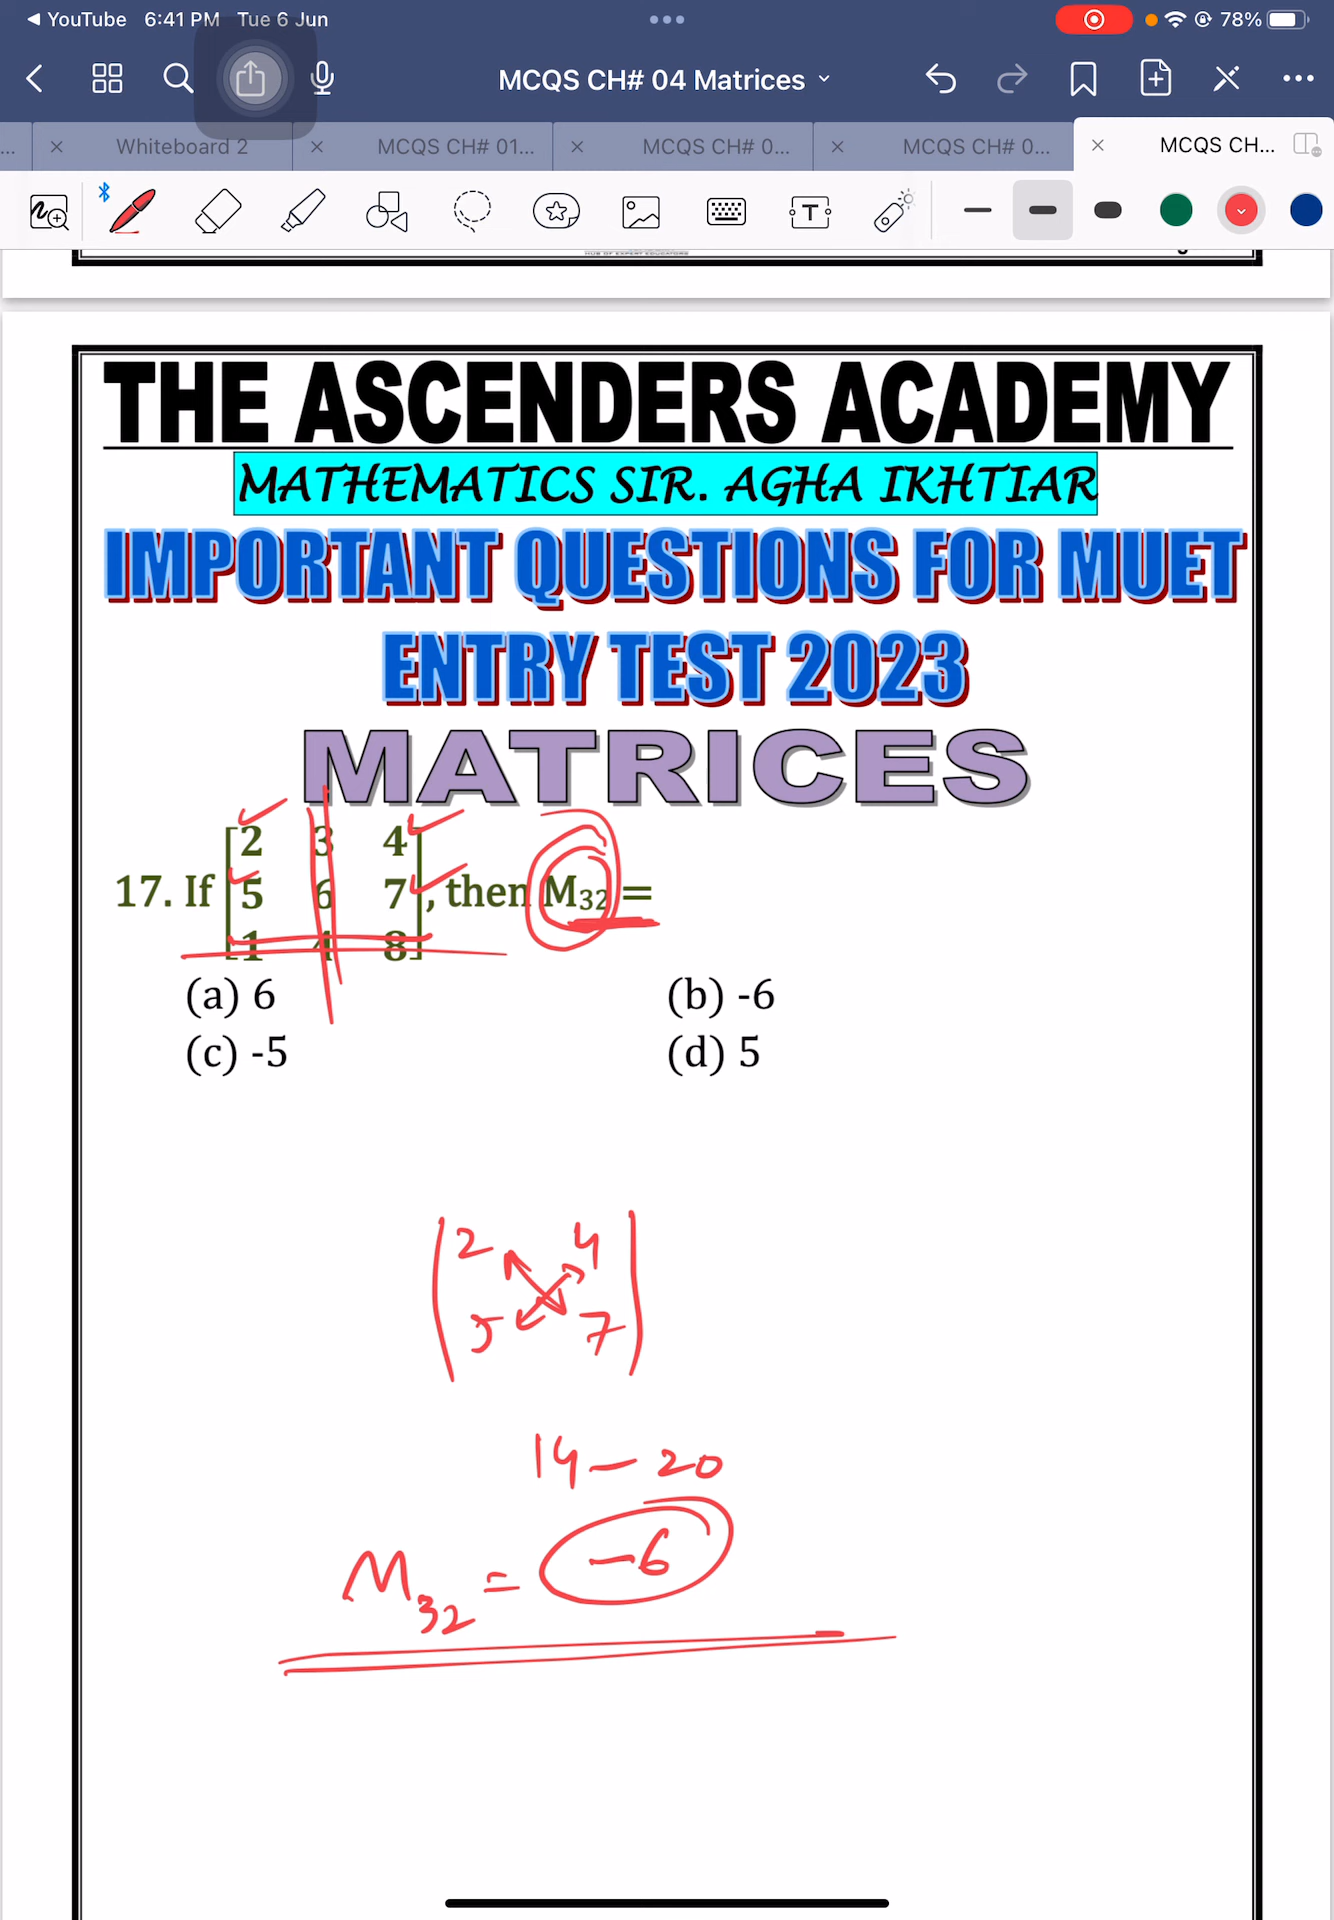 ◀ YouTube 6:41 PM Tue 6 Jun 78%
MCQS CH# 04 Matrices
... Whiteboard 2 MCQS CH# 01... MCQS CH# 0... MCQS CH# 0... MCQS CH...
T
THE ASCENDERS ACADEMY
MATHEMATICS SIR. AGHA IKHTIAR
IMPORTANT QUESTIONS FOR MUET
ENTRY TEST 2023
MATRICES
2 3 4
17. If 5 6 7 , then M32 =
1 4 8
(a) 6 (b) -6
(c) -5 (d) 5
2 4
5 7
14 - 20
M32 = -6